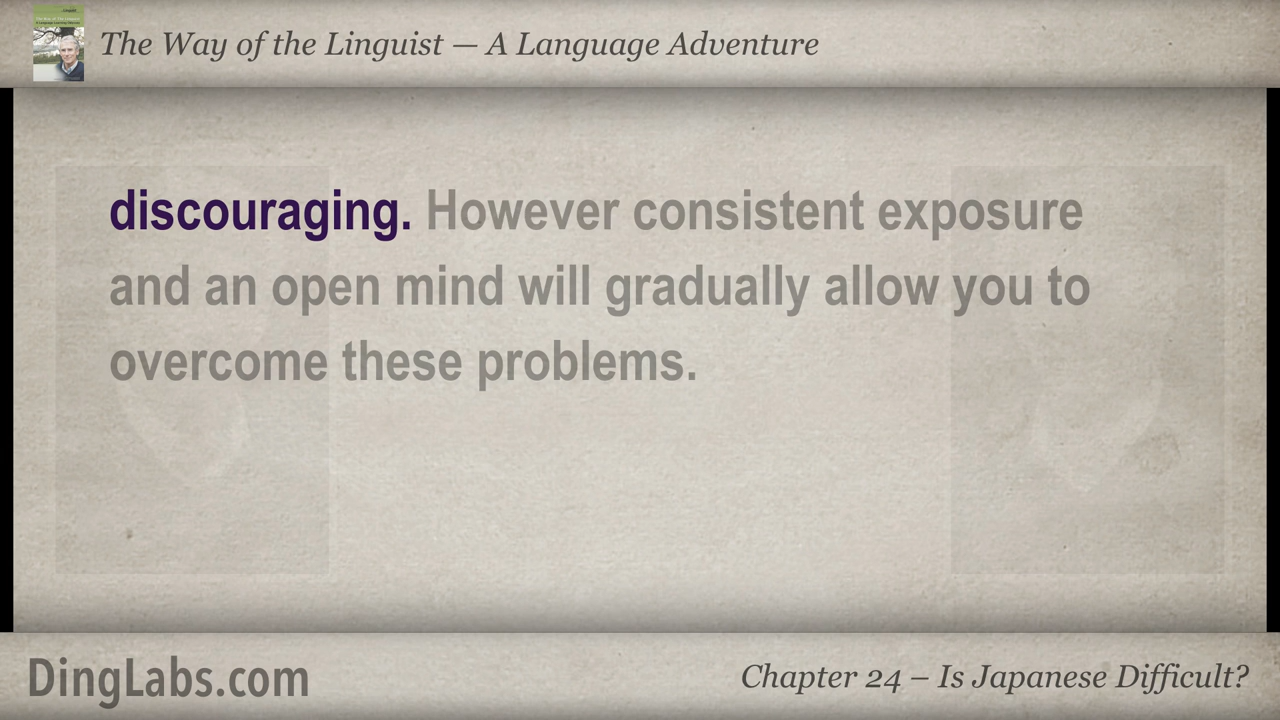 The Way of the Linguist — A Language Adventure
discouraging. However consistent exposure
and an open mind will gradually allow you to
overcome these problems.
DingLabs.com
Chapter 24 – Is Japanese Difficult?